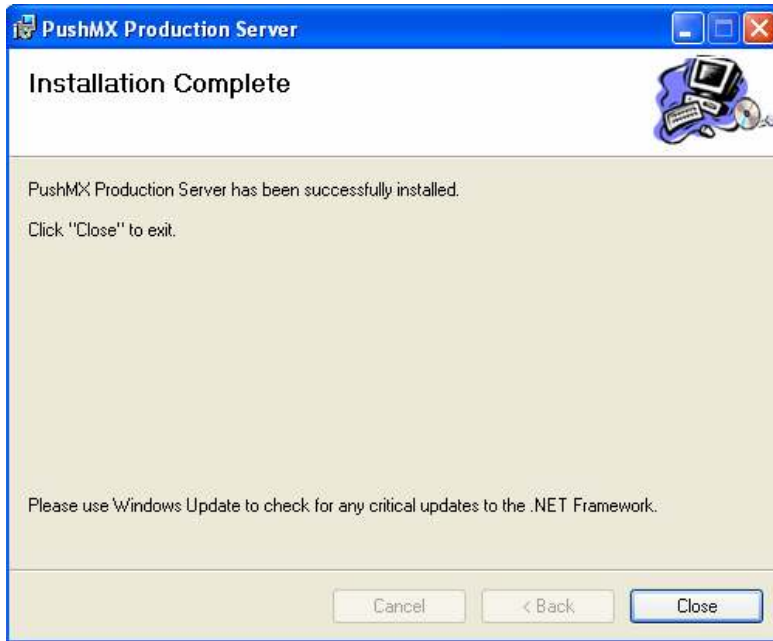 PushMX Production Server
Installation Complete
PushMX Production Server has been successfully installed.
Click "Close" to exit.
Please use Windows Update to check for any critical updates to the .NET Framework.
Cancel
< Back
Close